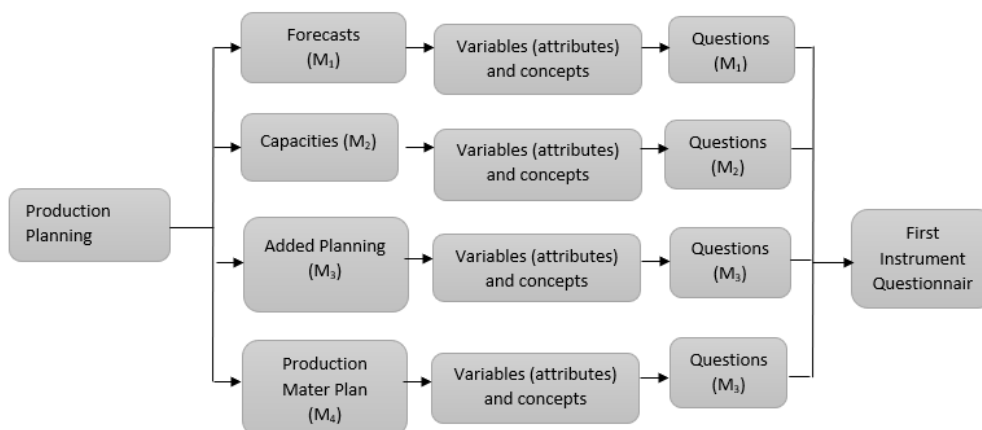 Production
Planning
Forecasts
(M₁)
Variables (attributes)
and concepts
Questions
(M₁)
Capacities (M₂)
Variables (attributes)
and concepts
Questions
(M₂)
Added Planning
(M₃)
Variables (attributes)
and concepts
Questions
(M₃)
Production
Mater Plan
(M₄)
Variables (attributes)
and concepts
Questions
(M₃)
First
Instrument
Questionnair